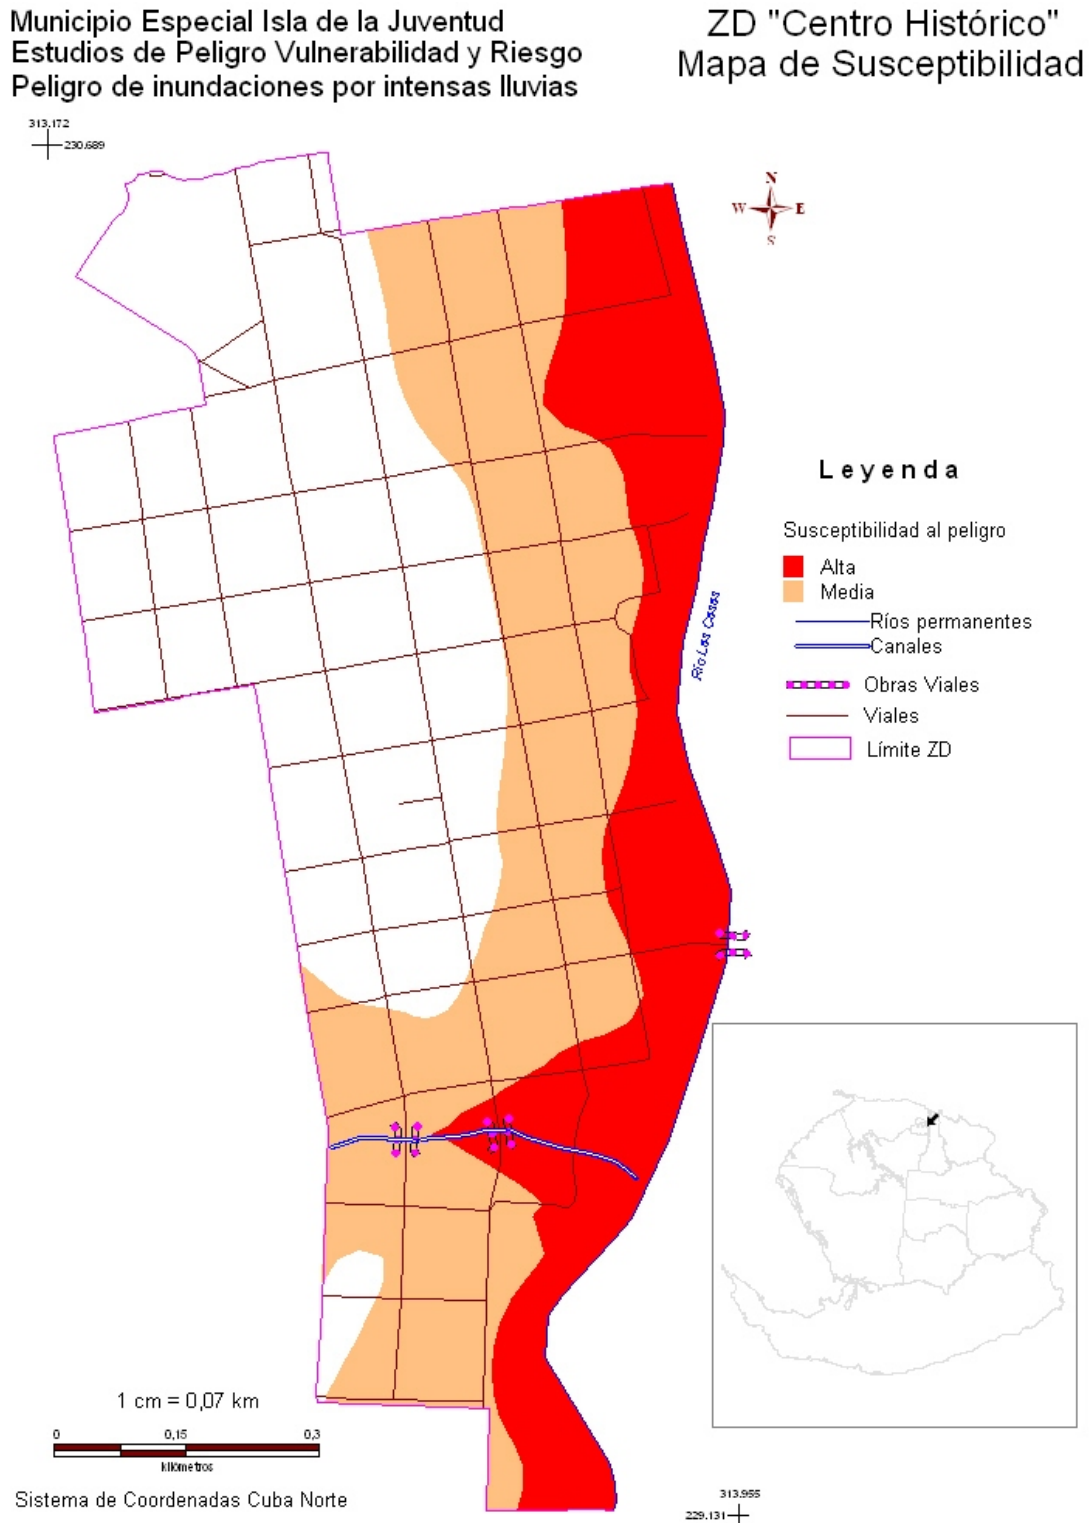 Municipio Especial Isla de la Juventud
Estudios de Peligro Vulnerabilidad y Riesgo
Peligro de inundaciones por intensas lluvias
ZD "Centro Histórico"
Mapa de Susceptibilidad
313.172
230.689
N
W E
S
Leyenda
Susceptibilidad al peligro
Alta
Media
Ríos permanentes
Canales
Obras Viales
Viales
Límite ZD
Río Las Casas
1 cm = 0,07 km
0 0,15 0,3
kilómetros
Sistema de Coordenadas Cuba Norte
313.955
229.131